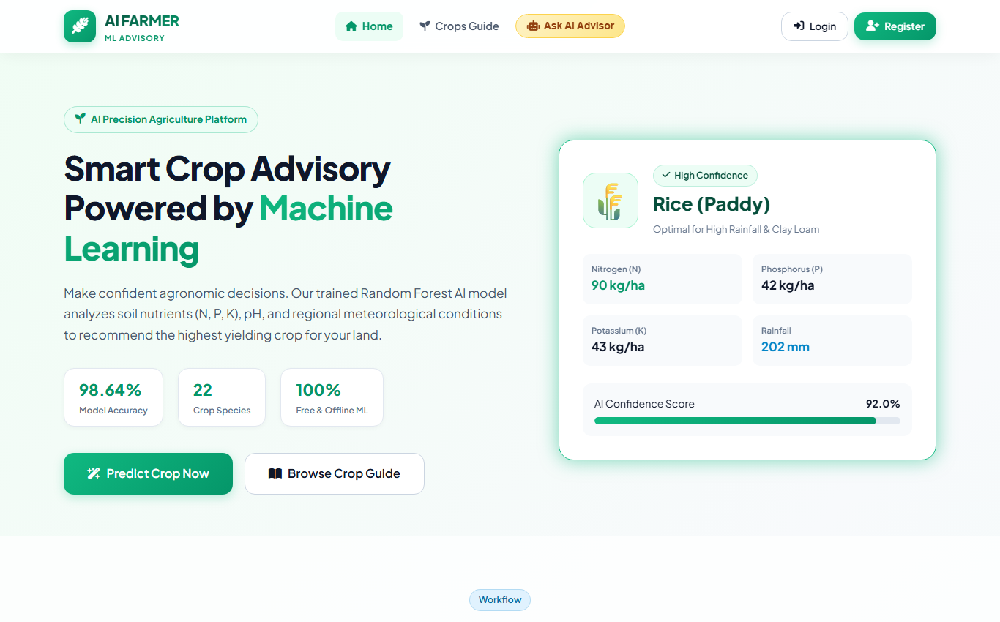 AI FARMER
ML ADVISORY
Home
Crops Guide
Ask AI Advisor
Login
Register
AI Precision Agriculture Platform
Smart Crop Advisory
Powered by Machine
Learning
Make confident agronomic decisions. Our trained Random Forest AI model
analyzes soil nutrients (N, P, K), pH, and regional meteorological conditions
to recommend the highest yielding crop for your land.
98.64%
Model Accuracy
22
Crop Species
100%
Free & Offline ML
Predict Crop Now
Browse Crop Guide
High Confidence
Rice (Paddy)
Optimal for High Rainfall & Clay Loam
Nitrogen (N)
90 kg/ha
Phosphorus (P)
42 kg/ha
Potassium (K)
43 kg/ha
Rainfall
202 mm
AI Confidence Score
92.0%
Workflow